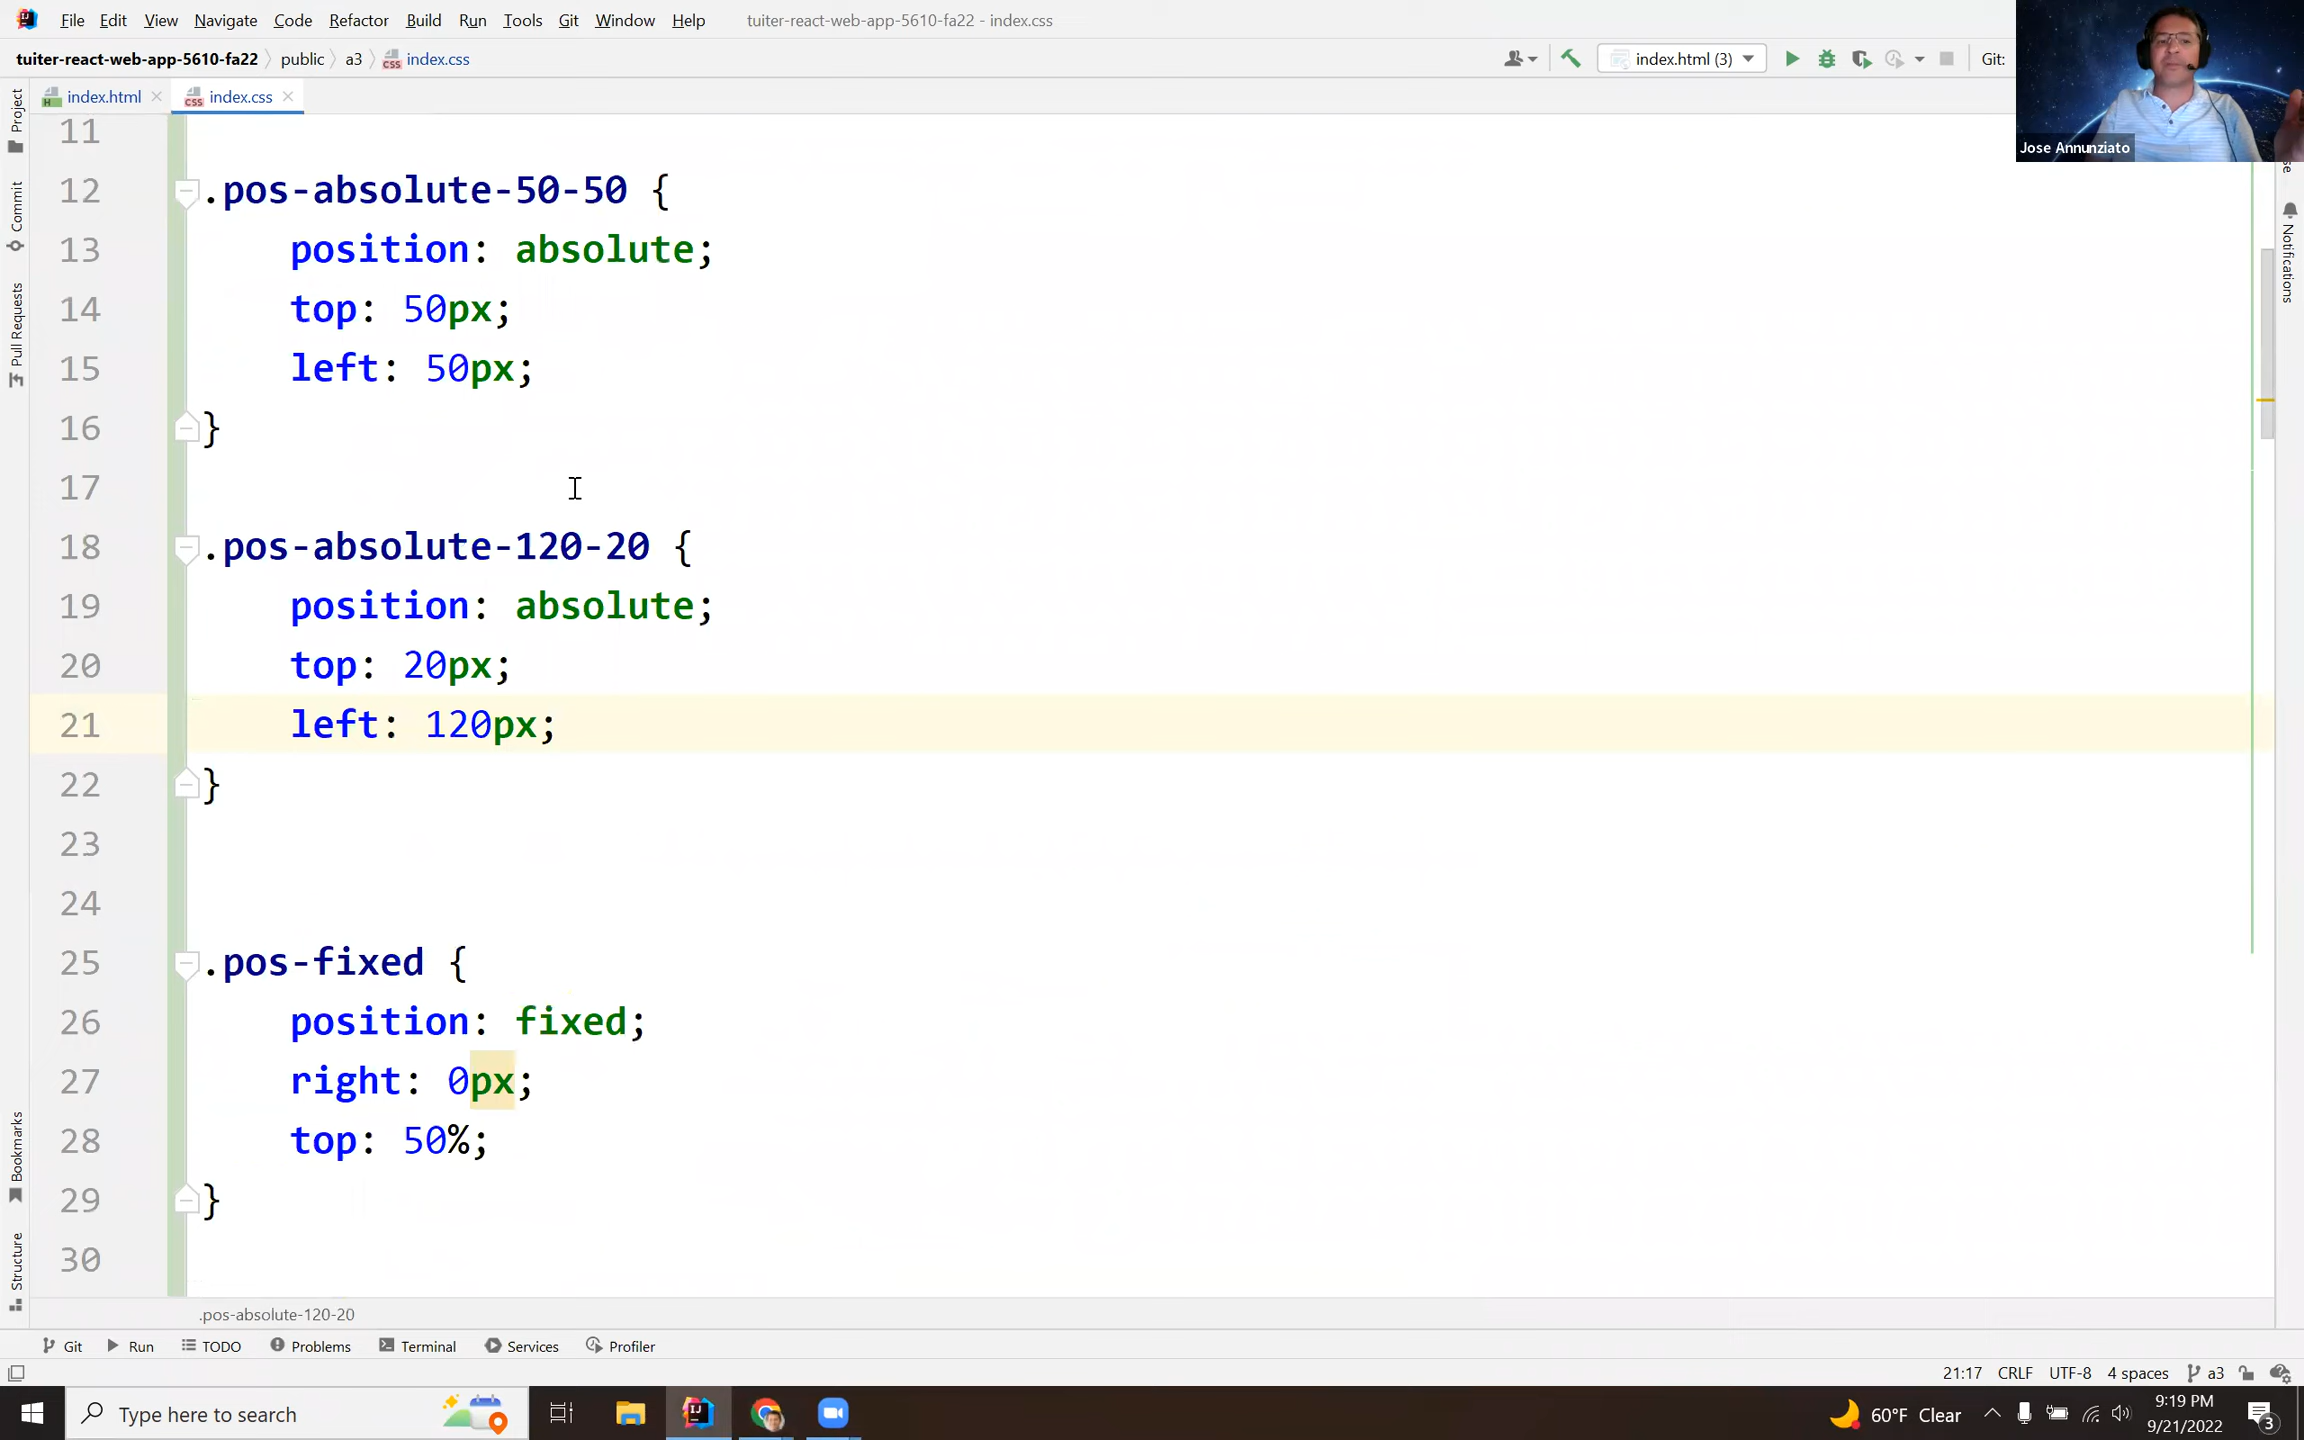 File Edit View Navigate Code Refactor Build Run Tools Git Window Help tuiter-react-web-app-5610-fa22 - index.css
tuiter-react-web-app-5610-fa22 public a3 index.css index.html (3) Git:
index.html index.css
Jose Annunziato
Project
Commit
Pull Requests
Bookmarks
Structure
Notifications
11
12 .pos-absolute-50-50 {
13 position: absolute;
14 top: 50px;
15 left: 50px;
16 }
17
18 .pos-absolute-120-20 {
19 position: absolute;
20 top: 20px;
21 left: 120px;
22 }
23
24
25 .pos-fixed {
26 position: fixed;
27 right: 0px;
28 top: 50%;
29 }
30
.pos-absolute-120-20
Git Run TODO Problems Terminal Services Profiler
21:17 CRLF UTF-8 4 spaces a3
Type here to search 60°F Clear 9:19 PM
9/21/2022 3